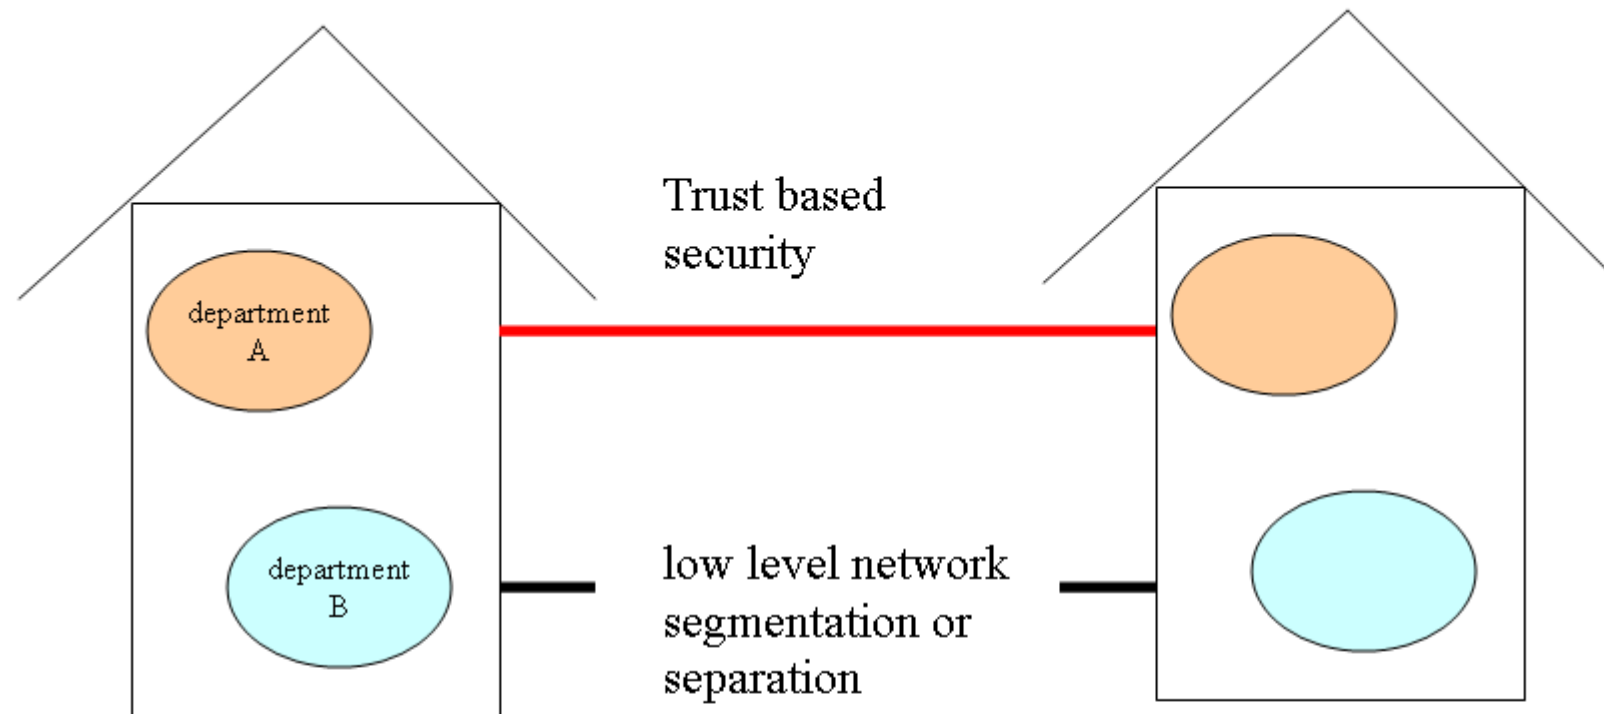 Trust based
security
department
A
low level network
segmentation or
separation
department
B